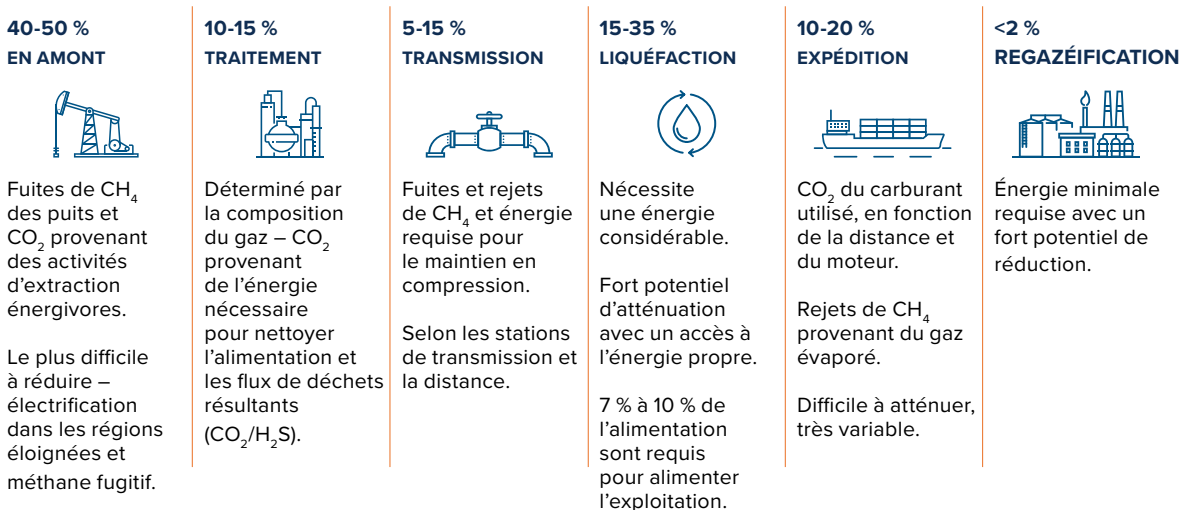 40-50 %
EN AMONT
Fuites de CH₄
des puits et
CO₂ provenant
des activités
d’extraction
énergivores.
Le plus difficile
à réduire –
électrification
dans les régions
éloignées et
méthane fugitif.
10-15 %
TRAITEMENT
Déterminé par
la composition
du gaz – CO₂
provenant
de l’énergie
nécessaire
pour nettoyer
l’alimentation et
les flux de déchets
résultants
(CO₂/H₂S).
5-15 %
TRANSMISSION
Fuites et rejets
de CH₄ et énergie
requise pour
le maintien en
compression.
Selon les stations
de transmission et
la distance.
15-35 %
LIQUÉFACTION
Nécessite
une énergie
considérable.
Fort potentiel
d’atténuation
avec un accès à
l’énergie propre.
7 % à 10 % de
l’alimentation
sont requis
pour alimenter
l’exploitation.
10-20 %
EXPÉDITION
CO₂ du carburant
utilisé, en fonction
de la distance et
du moteur.
Rejets de CH₄
provenant du gaz
évaporé.
Difficile à atténuer,
très variable.
<2 %
REGAZÉIFICATION
Énergie minimale
requise avec un
fort potentiel de
réduction.